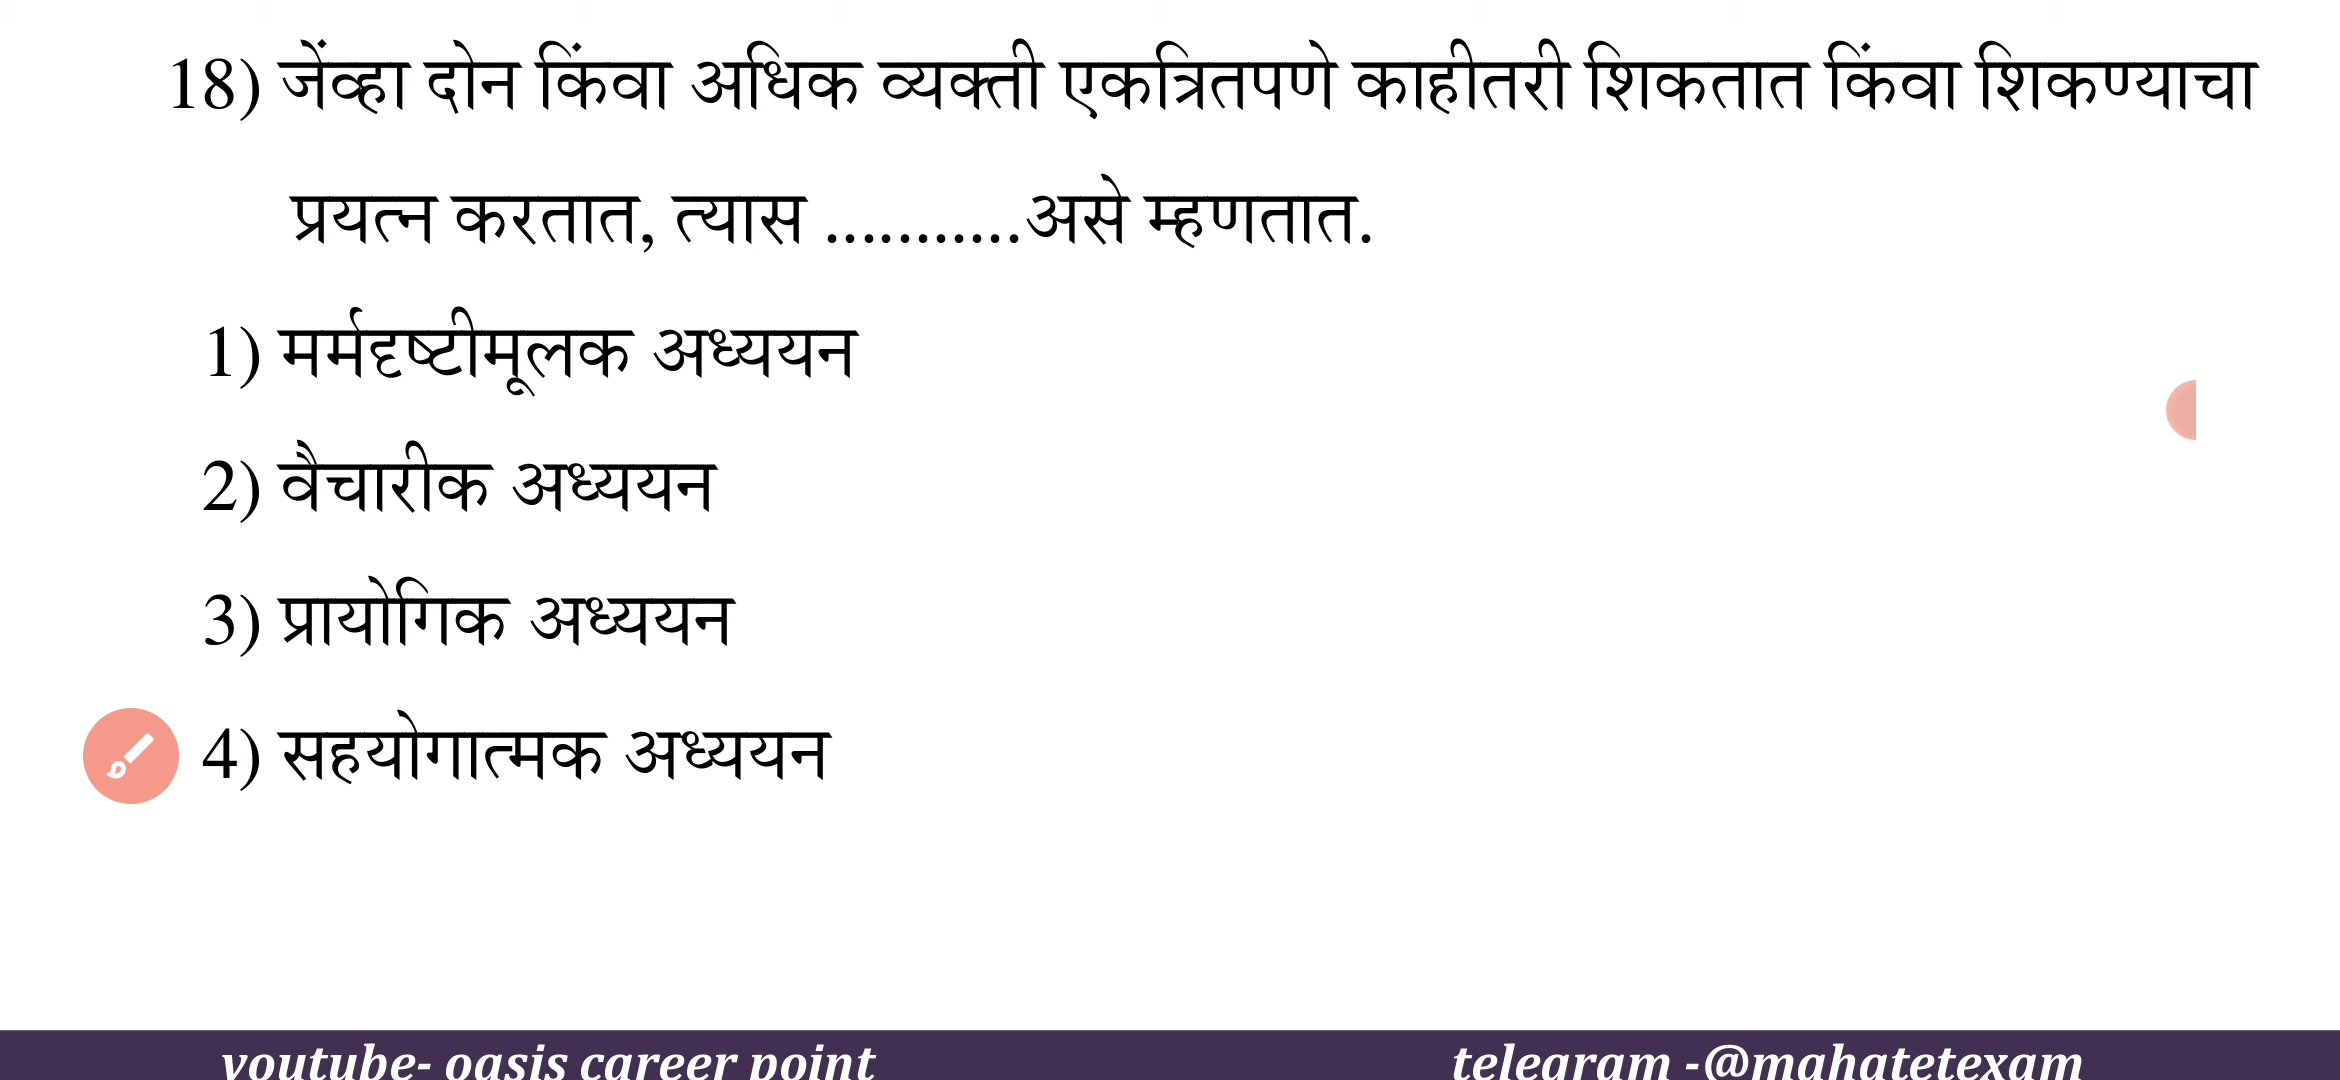 18) जेंव्हा दोन किंवा अधिक व्यक्ती एकत्रितपणे काहीतरी शिकतात किंवा शिकण्याचा
प्रयत्न करतात, त्यास ...........असे म्हणतात.
1) मर्मदृष्टीमूलक अध्ययन
2) वैचारीक अध्ययन
3) प्रायोगिक अध्ययन
4) सहयोगात्मक अध्ययन
youtube- oasis career point telegram -@mahatetexam